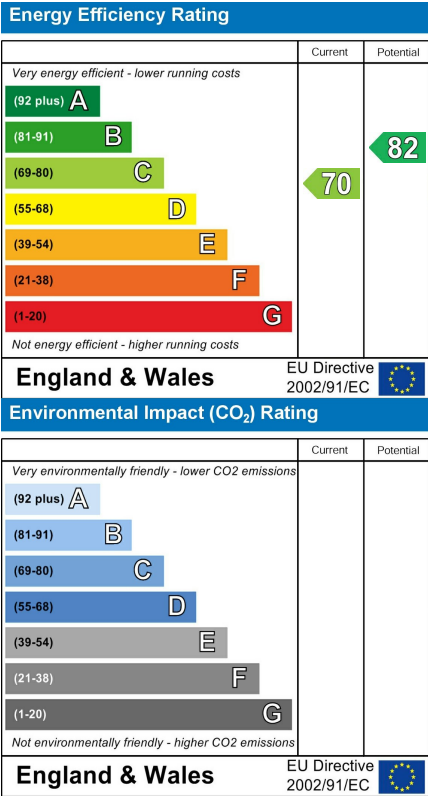 Energy Efficiency Rating
Current Potential
Very energy efficient - lower running costs
(92 plus) A
(81-91) B
82
(69-80) C
70
(55-68) D
(39-54) E
(21-38) F
(1-20) G
Not energy efficient - higher running costs
England & Wales
EU Directive
2002/91/EC
Environmental Impact (CO₂) Rating
Current Potential
Very environmentally friendly - lower CO2 emissions
(92 plus) A
(81-91) B
(69-80) C
(55-68) D
(39-54) E
(21-38) F
(1-20) G
Not environmentally friendly - higher CO2 emissions
England & Wales
EU Directive
2002/91/EC